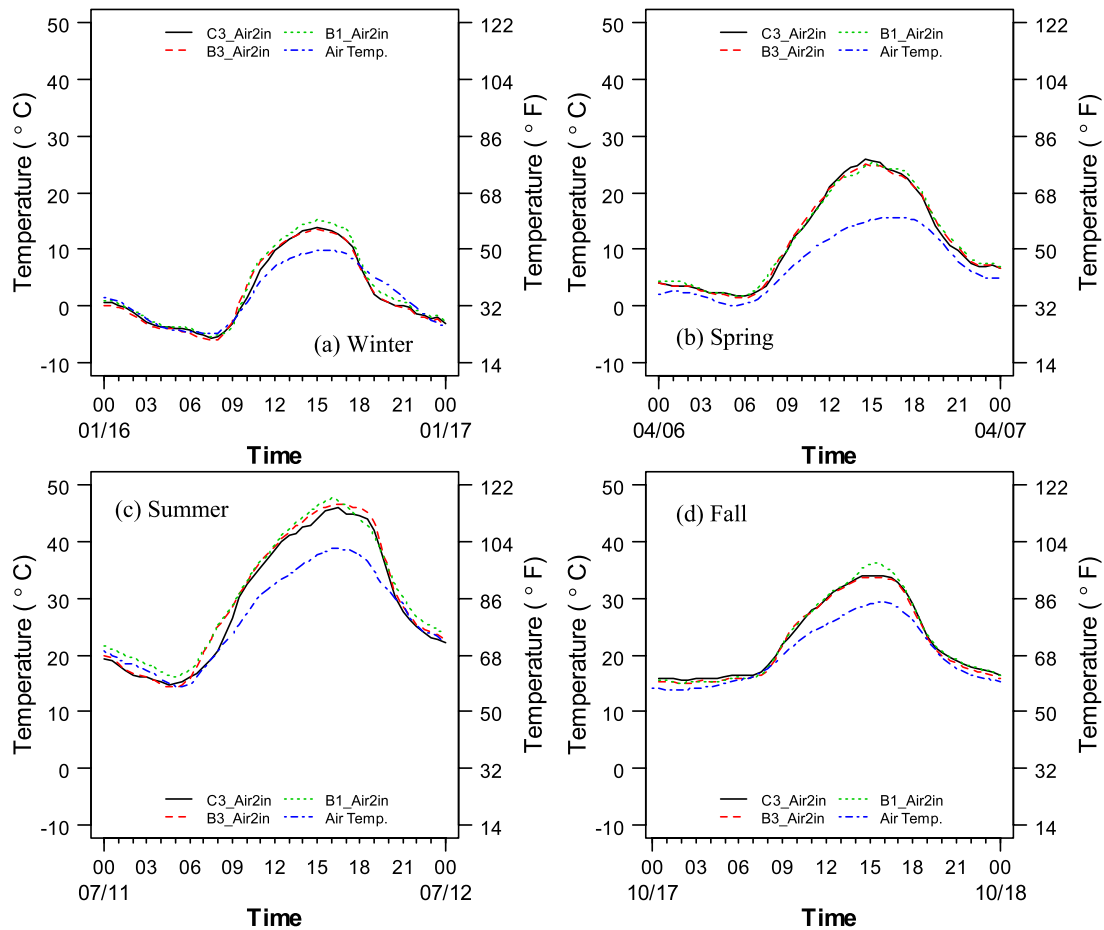 C3_Air2in B1_Air2in
B3_Air2in Air Temp.
50
40
30
20
10
0
-10
Temperature ( ° C)
122
104
86
68
50
32
14
Temperature ( ° F)
(a) Winter
00 03 06 09 12 15 18 21 00
01/16 01/17
Time
C3_Air2in B1_Air2in
B3_Air2in Air Temp.
50
40
30
20
10
0
-10
Temperature ( ° C)
122
104
86
68
50
32
14
Temperature ( ° F)
(b) Spring
00 03 06 09 12 15 18 21 00
04/06 04/07
Time
(c) Summer
50
40
30
20
10
0
-10
Temperature ( ° C)
122
104
86
68
50
32
14
Temperature ( ° F)
C3_Air2in B1_Air2in
B3_Air2in Air Temp.
00 03 06 09 12 15 18 21 00
07/11 07/12
Time
(d) Fall
50
40
30
20
10
0
-10
Temperature ( ° C)
122
104
86
68
50
32
14
Temperature ( ° F)
C3_Air2in B1_Air2in
B3_Air2in Air Temp.
00 03 06 09 12 15 18 21 00
10/17 10/18
Time